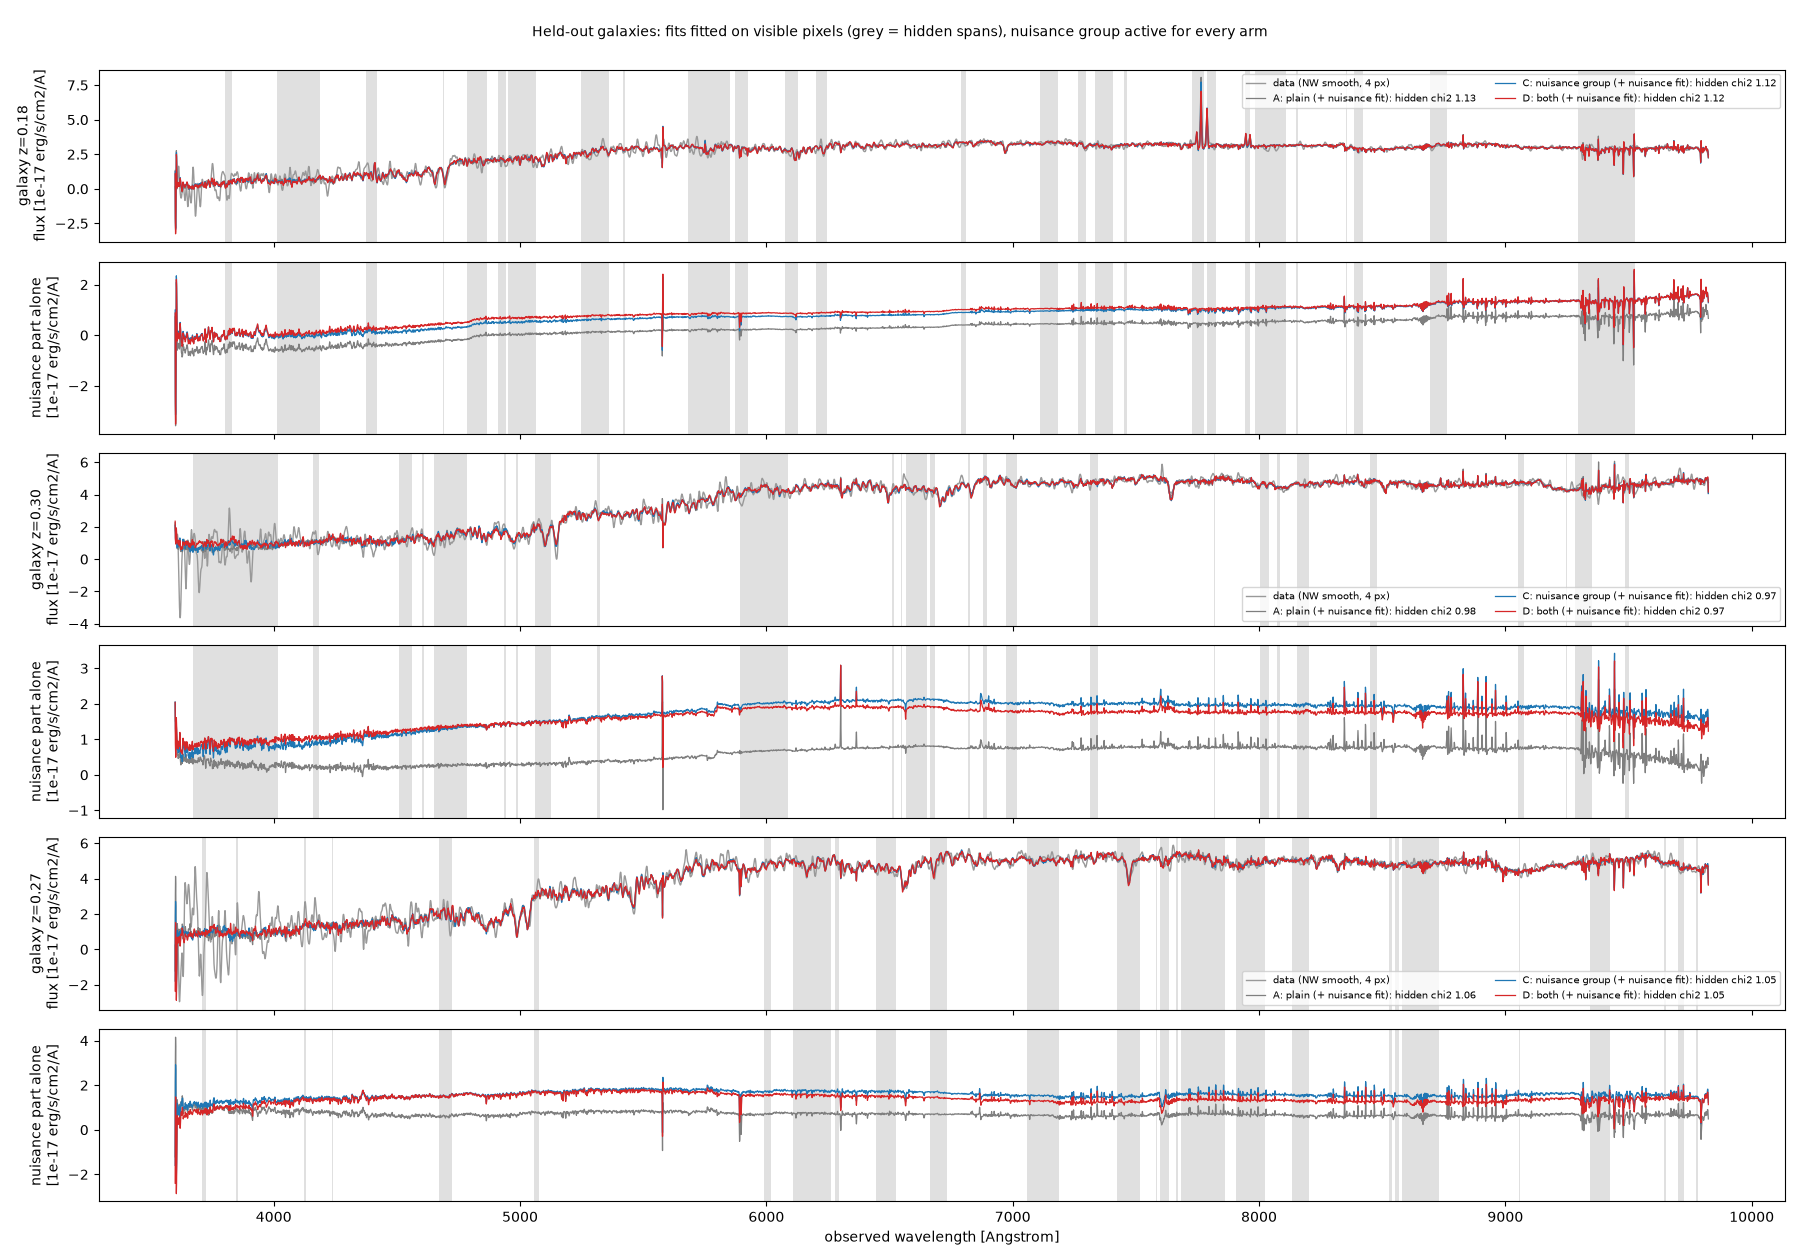 Held-out galaxies: fits fitted on visible pixels (grey = hidden spans), nuisance group active for every arm
galaxy z=0.18
flux [1e-17 erg/s/cm2/A]
7.5
5.0
2.5
0.0
−2.5
data (NW smooth, 4 px)
A: plain (+ nuisance fit): hidden chi2 1.13
C: nuisance group (+ nuisance fit): hidden chi2 1.12
D: both (+ nuisance fit): hidden chi2 1.12
nuisance part alone
[1e-17 erg/s/cm2/A]
2
0
−2
galaxy z=0.30
flux [1e-17 erg/s/cm2/A]
6
4
2
0
−2
−4
data (NW smooth, 4 px)
A: plain (+ nuisance fit): hidden chi2 0.98
C: nuisance group (+ nuisance fit): hidden chi2 0.97
D: both (+ nuisance fit): hidden chi2 0.97
nuisance part alone
[1e-17 erg/s/cm2/A]
3
2
1
0
−1
galaxy z=0.27
flux [1e-17 erg/s/cm2/A]
6
4
2
0
−2
data (NW smooth, 4 px)
A: plain (+ nuisance fit): hidden chi2 1.06
C: nuisance group (+ nuisance fit): hidden chi2 1.05
D: both (+ nuisance fit): hidden chi2 1.05
nuisance part alone
[1e-17 erg/s/cm2/A]
4
2
0
−2
4000 5000 6000 7000 8000 9000 10000
observed wavelength [Angstrom]